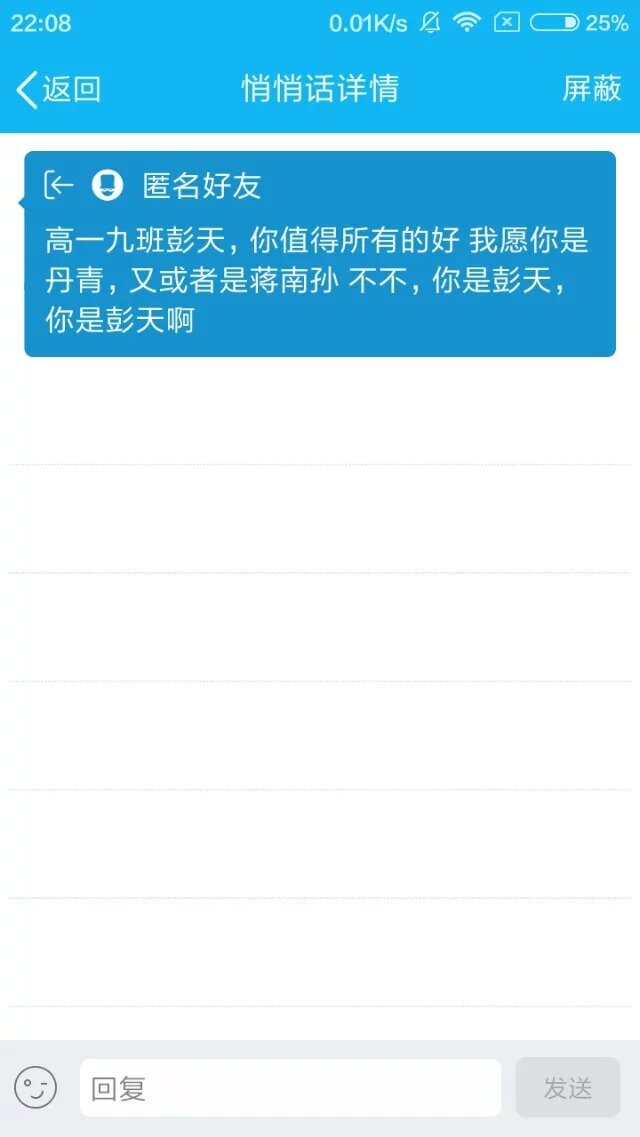 22:08 0.01K/s 25%
返回 悄悄话详情 屏蔽
匿名好友
高一九班彭天，你值得所有的好 我愿你是
丹青，又或者是蒋南孙 不不，你是彭天，
你是彭天啊
回复 发送